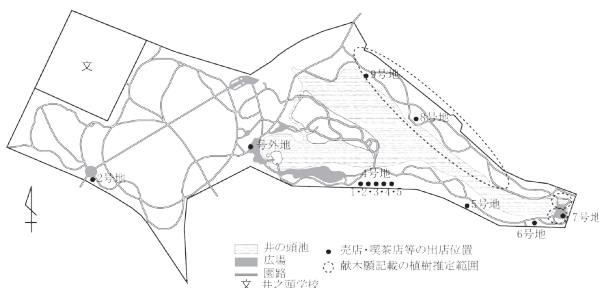 文
9号地
8号地
号外地
2号地
4号地
1・2・3・4・5
5号地
7号地
6号地
井の頭池
広場
園路
文 井之頭学校
売店・喫茶店等の出店位置
献木願記載の植樹推定範囲